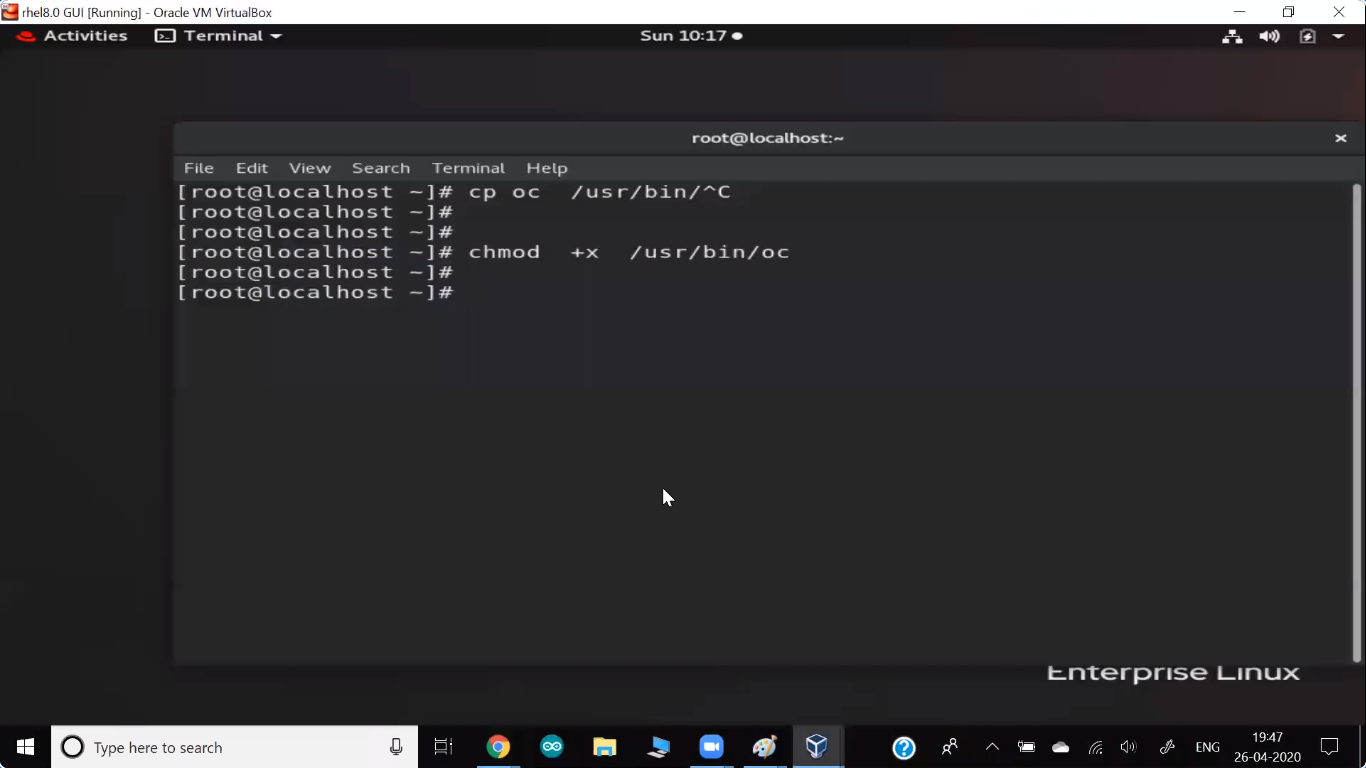 rhel8.0 GUI [Running] - Oracle VM VirtualBox
Activities Terminal Sun 10:17
root@localhost:~
File Edit View Search Terminal Help
[root@localhost ~]# cp oc  /usr/bin/^C
[root@localhost ~]#
[root@localhost ~]#
[root@localhost ~]# chmod  +x  /usr/bin/oc
[root@localhost ~]#
[root@localhost ~]#
Enterprise Linux
Type here to search ENG 19:47
26-04-2020